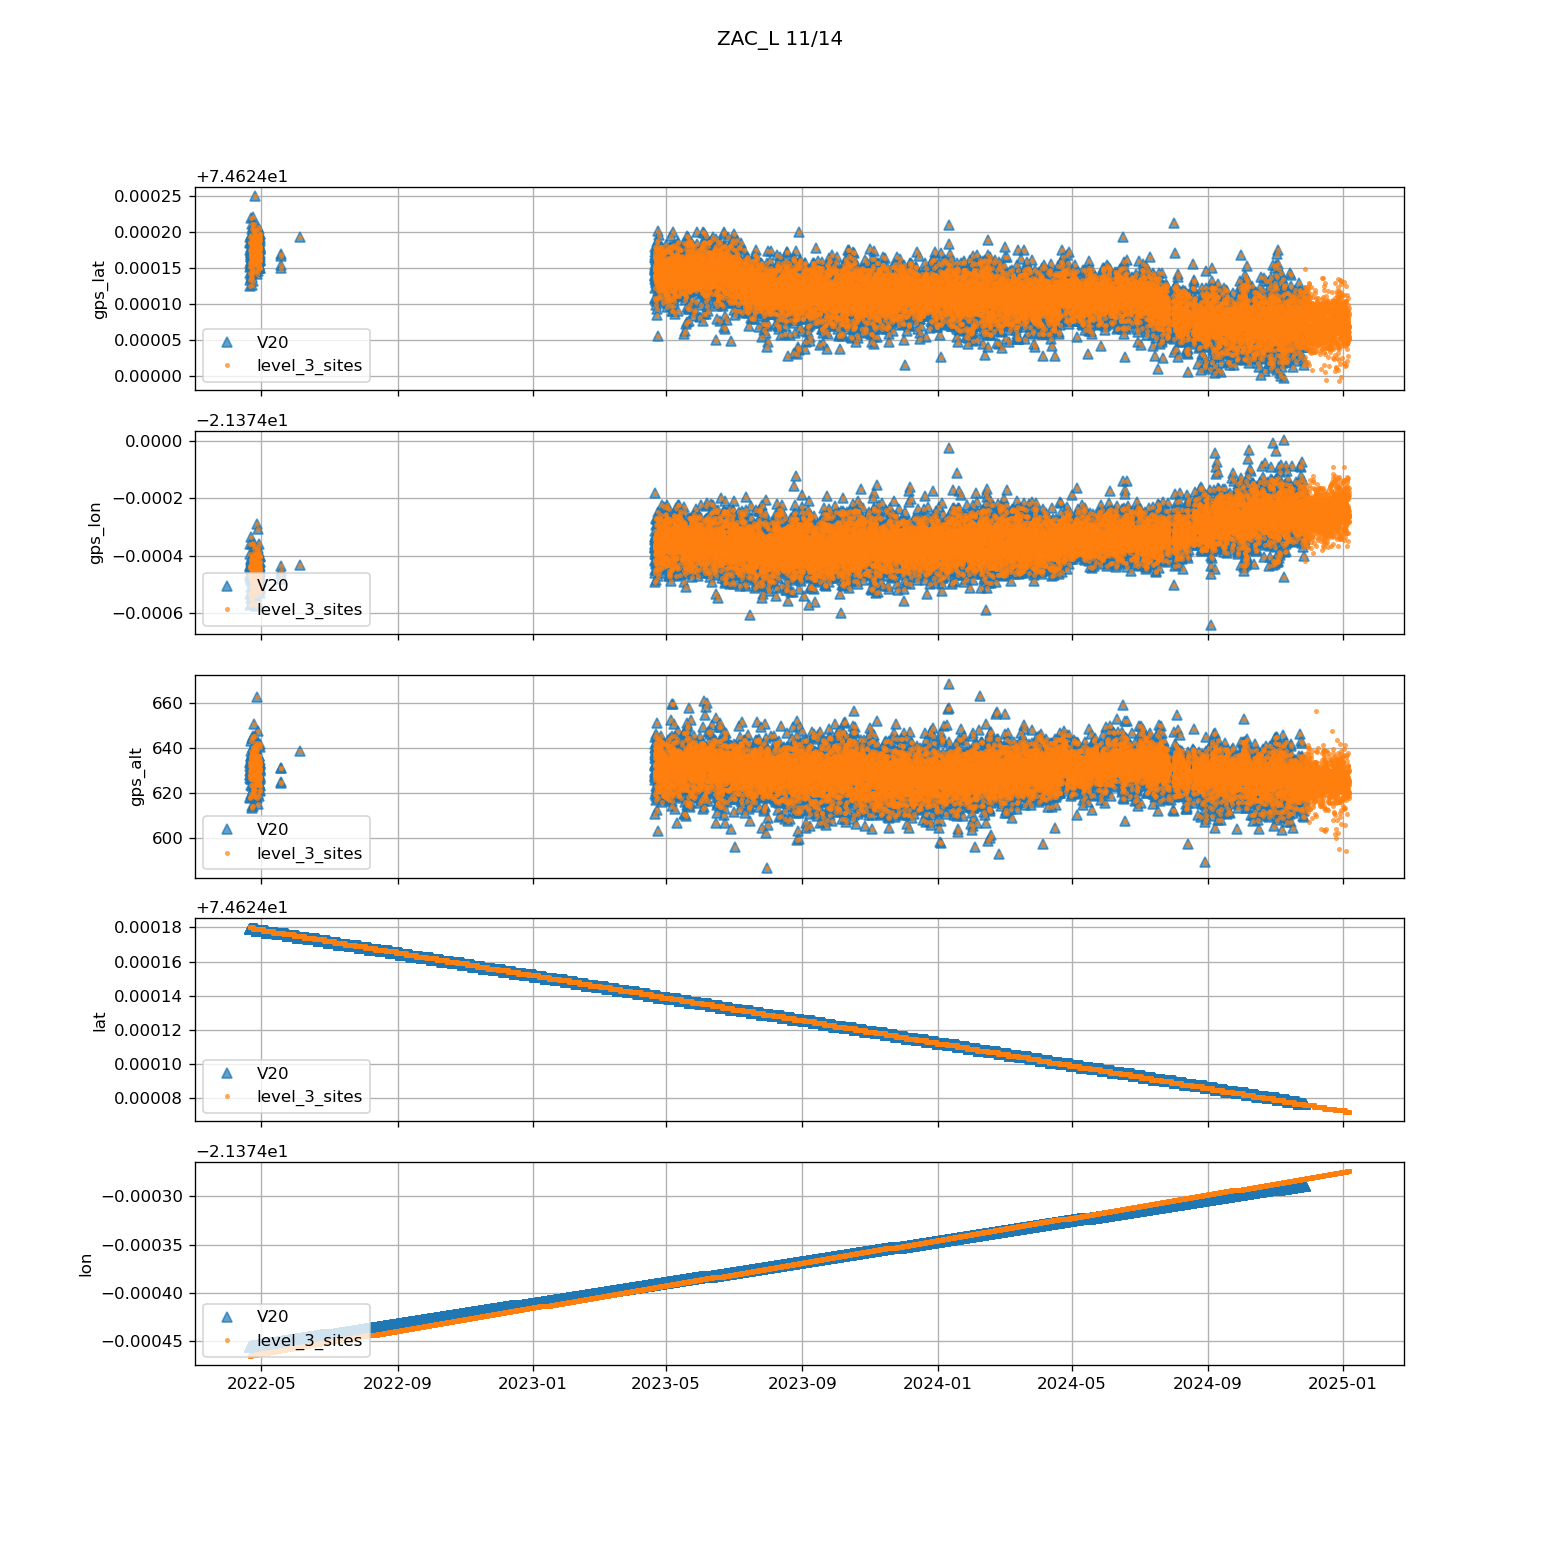 ZAC_L 11/14
+7.4624e1
0.00025
0.00020
0.00015
0.00010
0.00005
0.00000
gps_lat
V20
level_3_sites
−2.1374e1
0.0000
−0.0002
−0.0004
−0.0006
gps_lon
V20
level_3_sites
660
640
620
600
gps_alt
V20
level_3_sites
+7.4624e1
0.00018
0.00016
0.00014
0.00012
0.00010
0.00008
lat
V20
level_3_sites
−2.1374e1
−0.00030
−0.00035
−0.00040
−0.00045
lon
V20
level_3_sites
2022-05 2022-09 2023-01 2023-05 2023-09 2024-01 2024-05 2024-09 2025-01